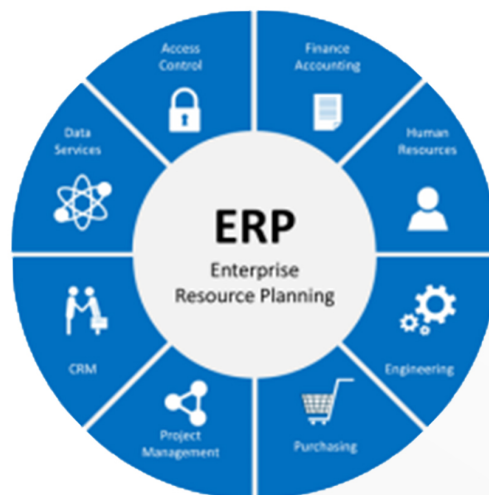 ERP
Enterprise
Resource Planning
Finance
Accounting
Human
Resources
Engineering
Purchasing
Project
Management
CRM
Data
Services
Access
Control